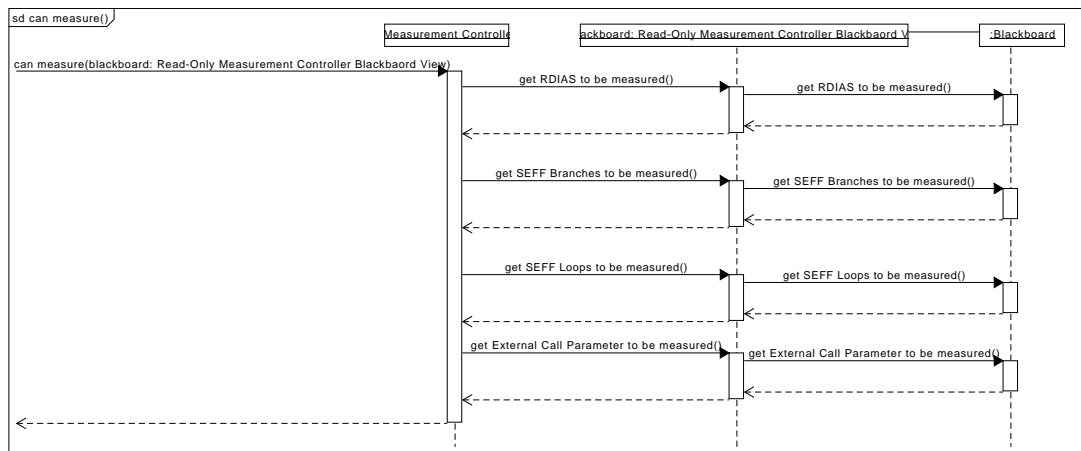 sd can measure()
Measurement Controlle
ackboard: Read-Only Measurement Controller Blackboard V
:Blackboard
can measure(blackboard: Read-Only Measurement Controller Blackbaord View)
get RDIAS to be measured()
get RDIAS to be measured()
get SEFF Branches to be measured()
get SEFF Branches to be measured()
get SEFF Loops to be measured()
get SEFF Loops to be measured()
get External Call Parameter to be measured()
get External Call Parameter to be measured()